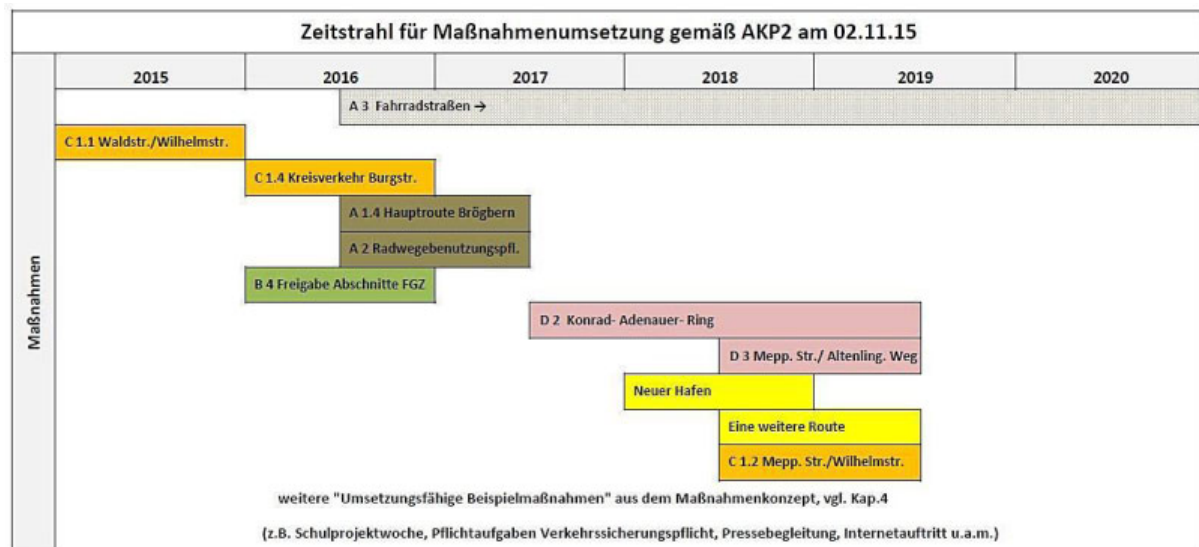 Zeitstrahl für Maßnahmenumsetzung gemäß AKP2 am 02.11.15
2015 2016 2017 2018 2019 2020
Maßnahmen
A 3 Fahrradstraßen →
C 1.1 Waldstr./Wilhelmstr.
C 1.4 Kreisverkehr Burgstr.
A 1.4 Hauptroute Brögbern
A 2 Radwegebenutzungspfl.
B 4 Freigabe Abschnitte FGZ
D 2 Konrad- Adenauer- Ring
D 3 Mepp. Str./ Altenling. Weg
Neuer Hafen
Eine weitere Route
C 1.2 Mepp. Str./Wilhelmstr.
weitere "Umsetzungsfähige Beispielmaßnahmen" aus dem Maßnahmenkonzept, vgl. Kap.4
(z.B. Schulprojektwoche, Pflichtaufgaben Verkehrssicherungspflicht, Pressebegleitung, Internetauftritt u.a.m.)